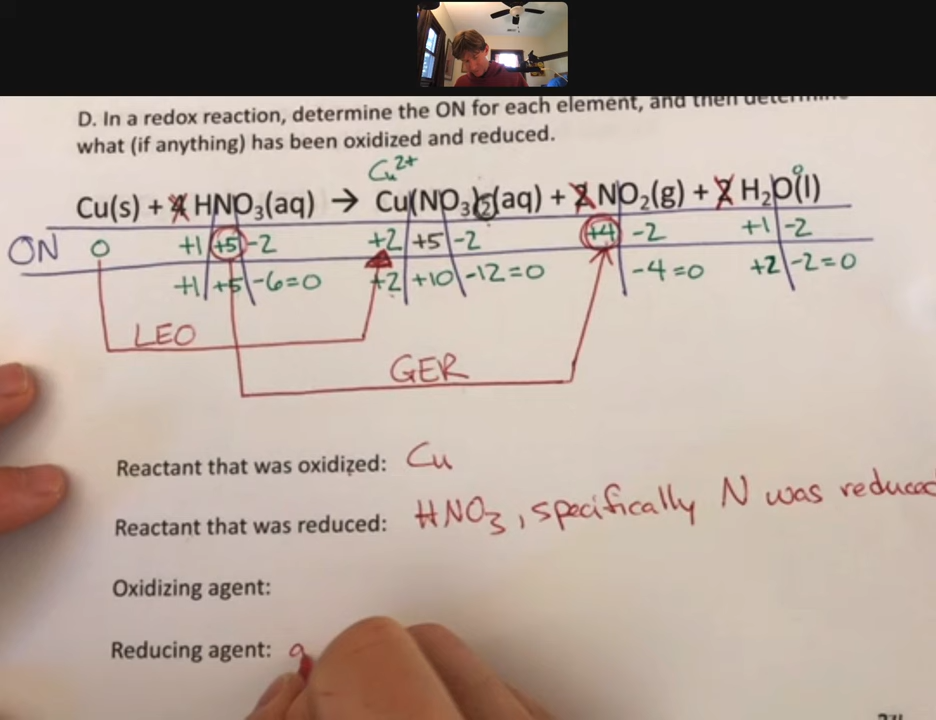 D. In a redox reaction, determine the ON for each element, and then determine
what (if anything) has been oxidized and reduced.
Cu²⁺
Cu(s) + 4 HNO₃(aq) → Cu(NO₃)₂(aq) + 2 NO₂(g) + 2 H₂O(l)
ON 0 +1 +5 -2 +2 +5 -2 +4 -2 +1 -2
+1 +5 -6=0 +2 +10 -12=0 -4=0 +2 -2=0
LEO
GER
Reactant that was oxidized: Cu
Reactant that was reduced: HNO₃, specifically N was reduced
Oxidizing agent:
Reducing agent: